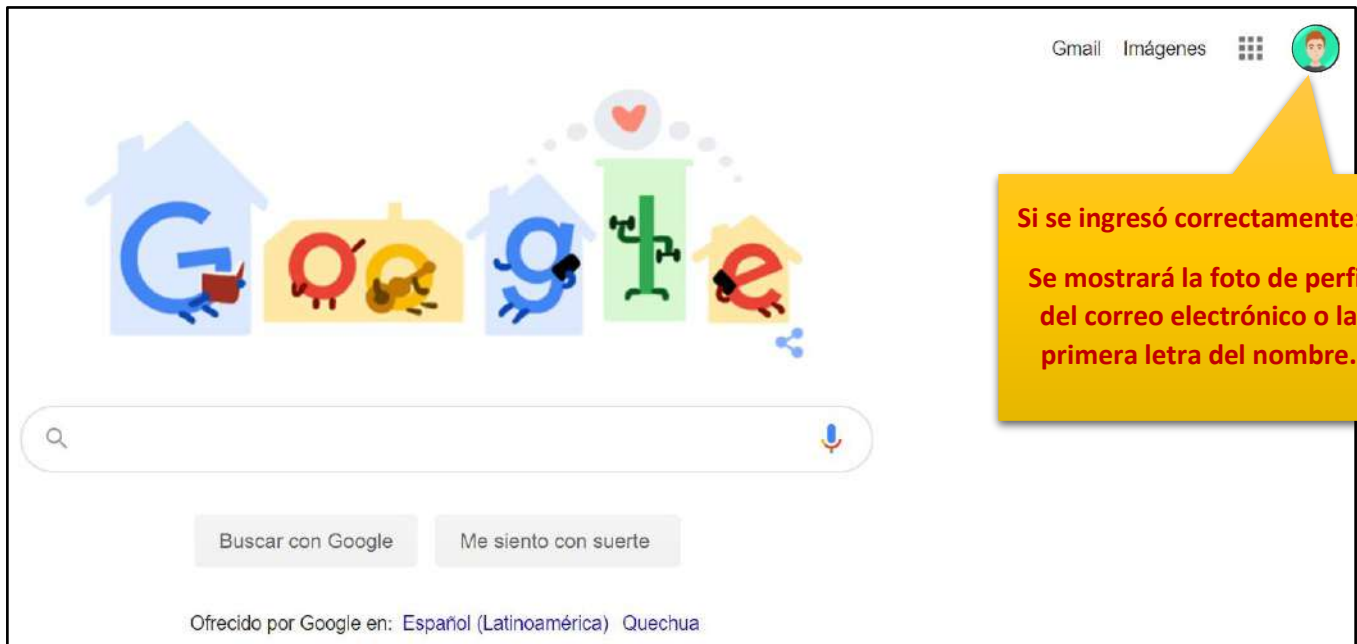 Gmail Imágenes
Google
Si se ingresó correctamente:
Se mostrará la foto de perfi
del correo electrónico o la
primera letra del nombre.
Buscar con Google Me siento con suerte
Ofrecido por Google en: Español (Latinoamérica) Quechua